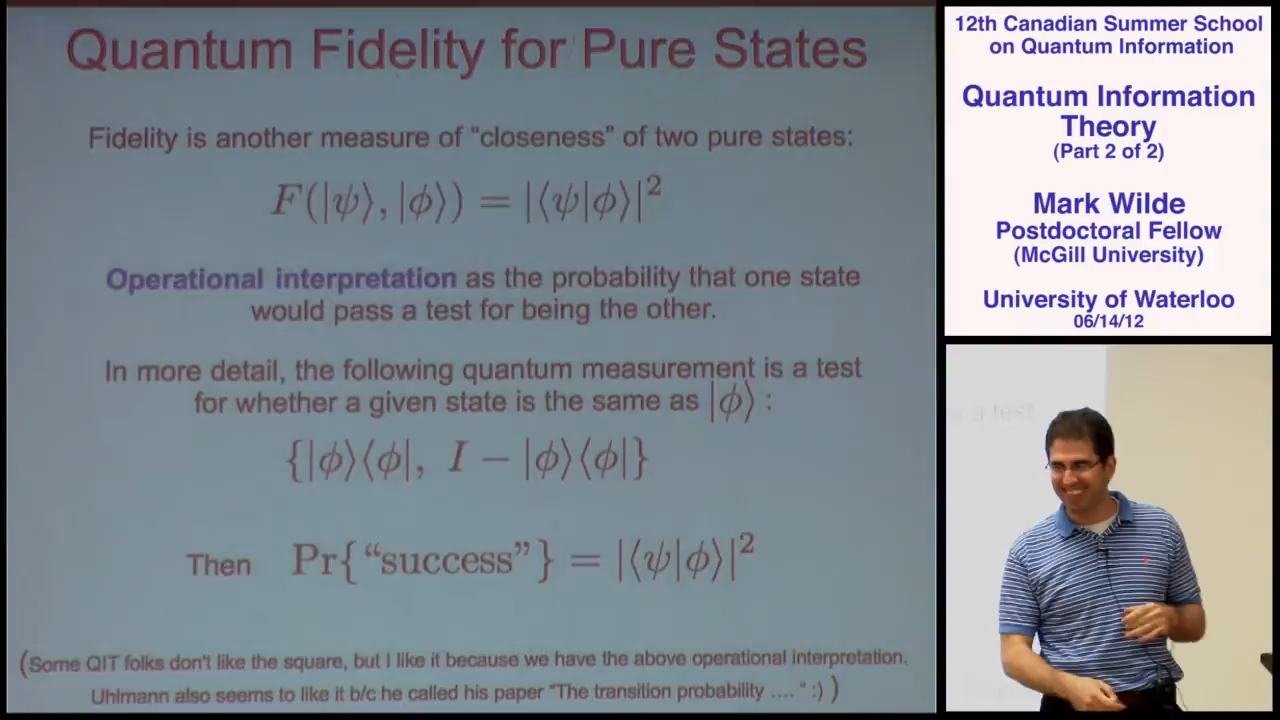 Quantum Fidelity for Pure States
Fidelity is another measure of "closeness" of two pure states:
F(|ψ⟩, |ϕ⟩) = |⟨ψ|ϕ⟩|²
Operational interpretation as the probability that one state
would pass a test for being the other.
In more detail, the following quantum measurement is a test
for whether a given state is the same as |ϕ⟩ :
{|ϕ⟩⟨ϕ|, I − |ϕ⟩⟨ϕ|}
Then Pr{“success”} = |⟨ψ|ϕ⟩|²
(Some QIT folks don't like the square, but I like it because we have the above operational interpretation.
Uhlmann also seems to like it b/c he called his paper "The transition probability .... " :) )
12th Canadian Summer School
on Quantum Information
Quantum Information
Theory
(Part 2 of 2)
Mark Wilde
Postdoctoral Fellow
(McGill University)
University of Waterloo
06/14/12
a test